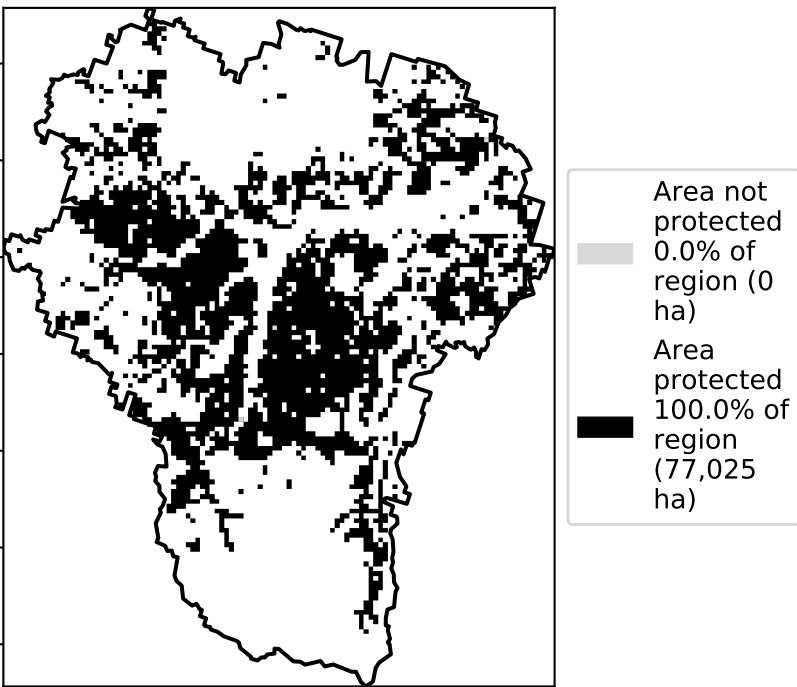 Area not
protected
0.0% of
region (0
ha)
Area
protected
100.0% of
region
(77,025
ha)